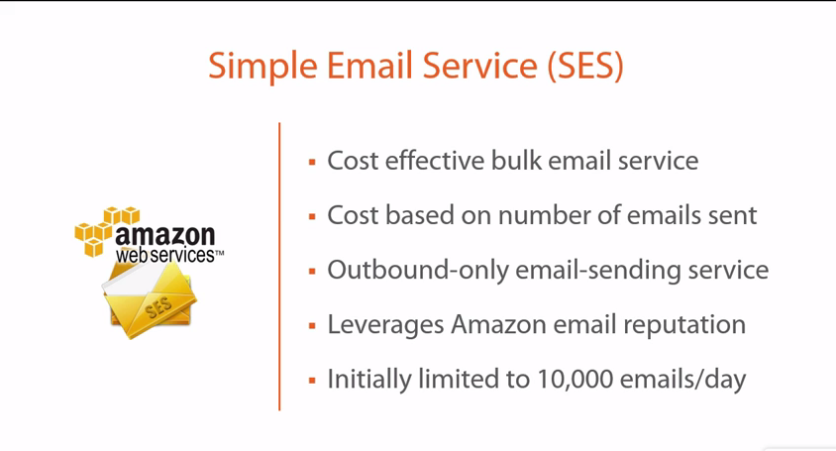 Simple Email Service (SES)
▪ Cost effective bulk email service
▪ Cost based on number of emails sent
▪ Outbound-only email-sending service
▪ Leverages Amazon email reputation
▪ Initially limited to 10,000 emails/day
amazon
webservices™
SES